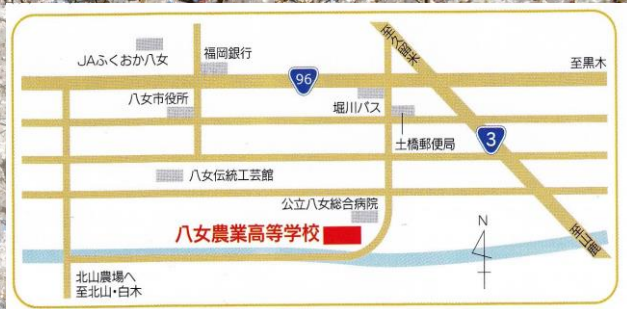 JAふくおか八女
福岡銀行
至久留米
96
至黒木
八女市役所
堀川バス
土橋郵便局
3
八女伝統工芸館
公立八女総合病院
八女農業高等学校
N
至山鹿
北山農場へ
至北山・白木